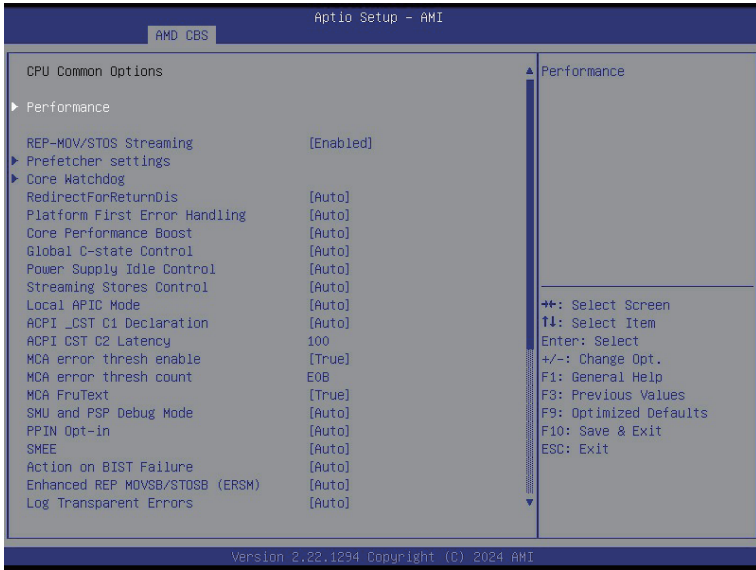 Aptio Setup – AMI
AMD CBS
CPU Common Options
Performance
REP-MOV/STOS Streaming [Enabled]
Prefetcher settings
Core Watchdog
RedirectForReturnDis [Auto]
Platform First Error Handling [Auto]
Core Performance Boost [Auto]
Global C-state Control [Auto]
Power Supply Idle Control [Auto]
Streaming Stores Control [Auto]
Local APIC Mode [Auto]
ACPI _CST C1 Declaration [Auto]
ACPI CST C2 Latency 100
MCA error thresh enable [True]
MCA error thresh count E0B
MCA FruText [True]
SMU and PSP Debug Mode [Auto]
PPIN Opt-in [Auto]
SMEE [Auto]
Action on BIST Failure [Auto]
Enhanced REP MOVSB/STOSB (ERSM) [Auto]
Log Transparent Errors [Auto]
Performance
→←: Select Screen
↑↓: Select Item
Enter: Select
+/-: Change Opt.
F1: General Help
F3: Previous Values
F9: Optimized Defaults
F10: Save & Exit
ESC: Exit
Version 2.22.1294 Copyright (C) 2024 AMI